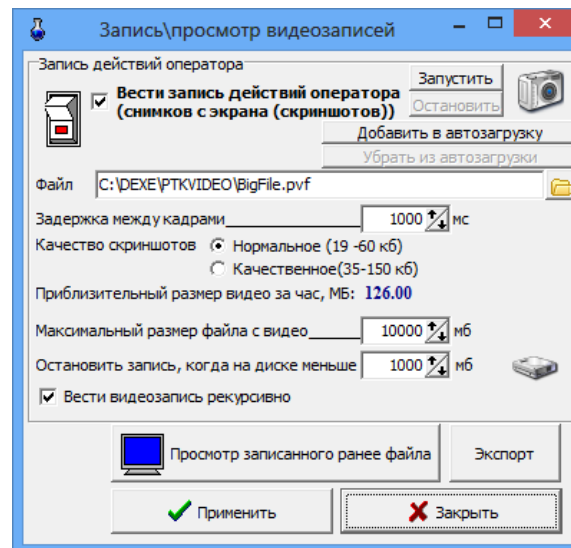 Запись\просмотр видеозаписей
Запись действий оператора
Вести запись действий оператора
(снимков с экрана (скриншотов))
Запустить
Остановить
Добавить в автозагрузку
Убрать из автозагрузки
Файл C:\DEXE\PTKVIDEO\BigFile.pvf
Задержка между кадрами 1000 мс
Качество скриншотов Нормальное (19 -60 кб)
Качественное(35-150 кб)
Приблизительный размер видео за час, МБ: 126.00
Максимальный размер файла с видео 10000 мб
Остановить запись, когда на диске меньше 1000 мб
Вести видеозапись рекурсивно
Просмотр записанного ранее файла Экспорт
Применить Закрыть